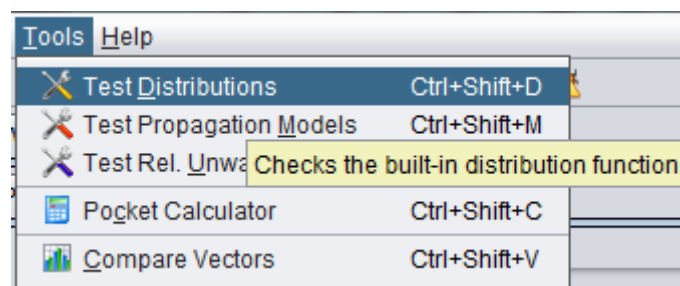 Tools Help
Test Distributions Ctrl+Shift+D
Test Propagation Models Ctrl+Shift+M
Test Rel.
Checks the built-in distribution function
Pocket Calculator Ctrl+Shift+C
Compare Vectors Ctrl+Shift+V